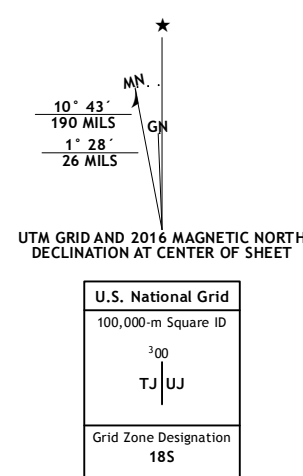 ★
MN
10° 43´
190 MILS
GN
1° 28´
26 MILS
UTM GRID AND 2016 MAGNETIC NORTH
DECLINATION AT CENTER OF SHEET
U.S. National Grid
100,000-m Square ID
³00
TJ UJ
Grid Zone Designation
18S